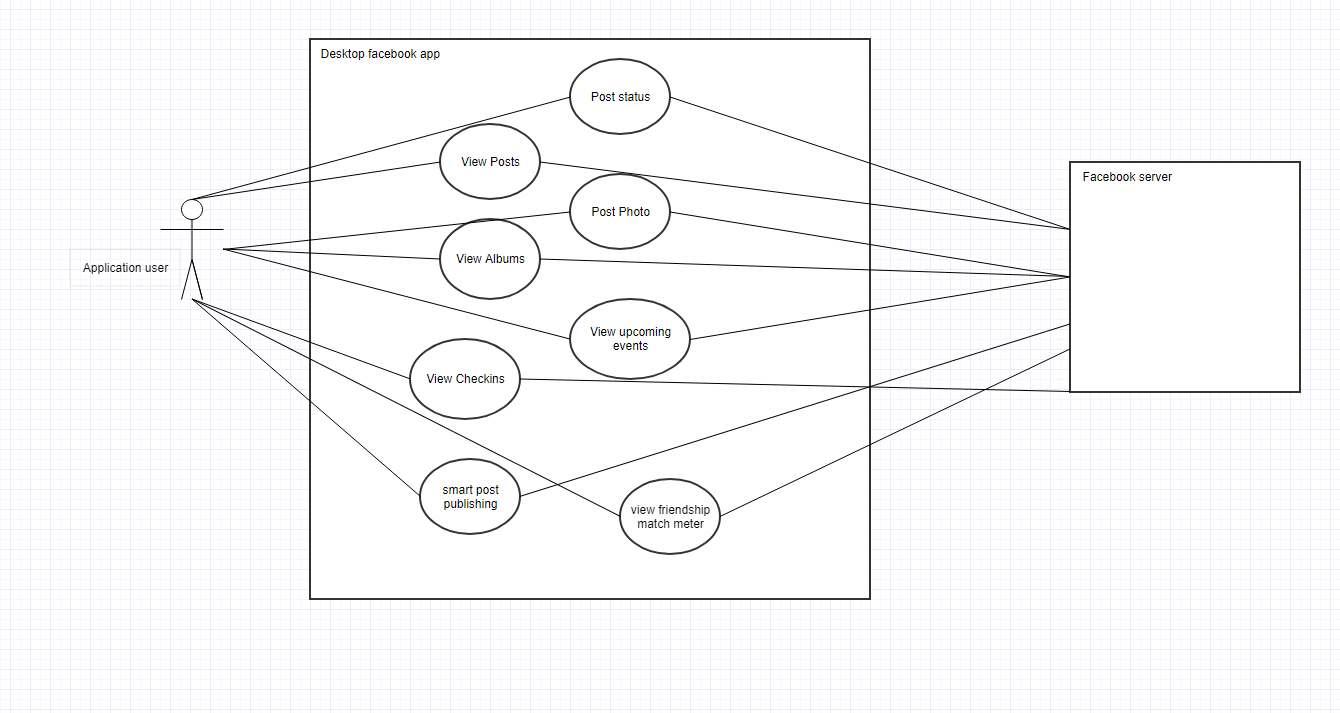 Desktop facebook app
Post status
View Posts
Facebook server
Post Photo
View Albums
Application user
View upcoming
events
View Checkins
smart post
publishing
view friendship
match meter